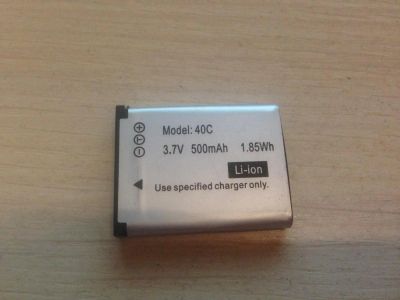 Model: 40C
3.7V 500mAh 1.85Wh
Li-ion
Use specified charger only.